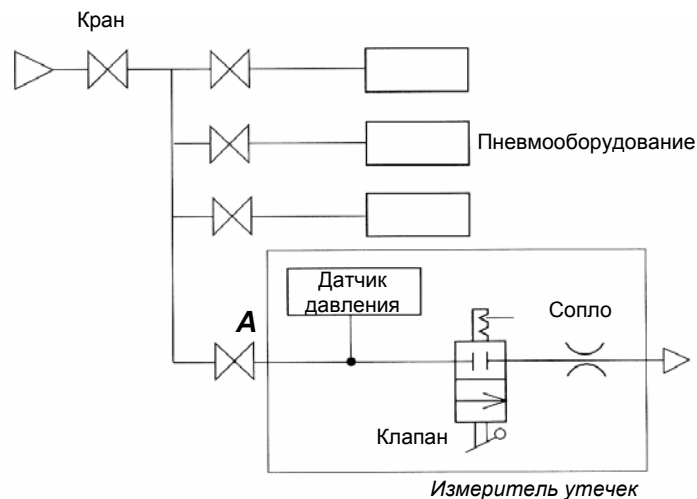 Кран
Пневмооборудование
Датчик
давления
A
Сопло
Клапан
Измеритель утечек